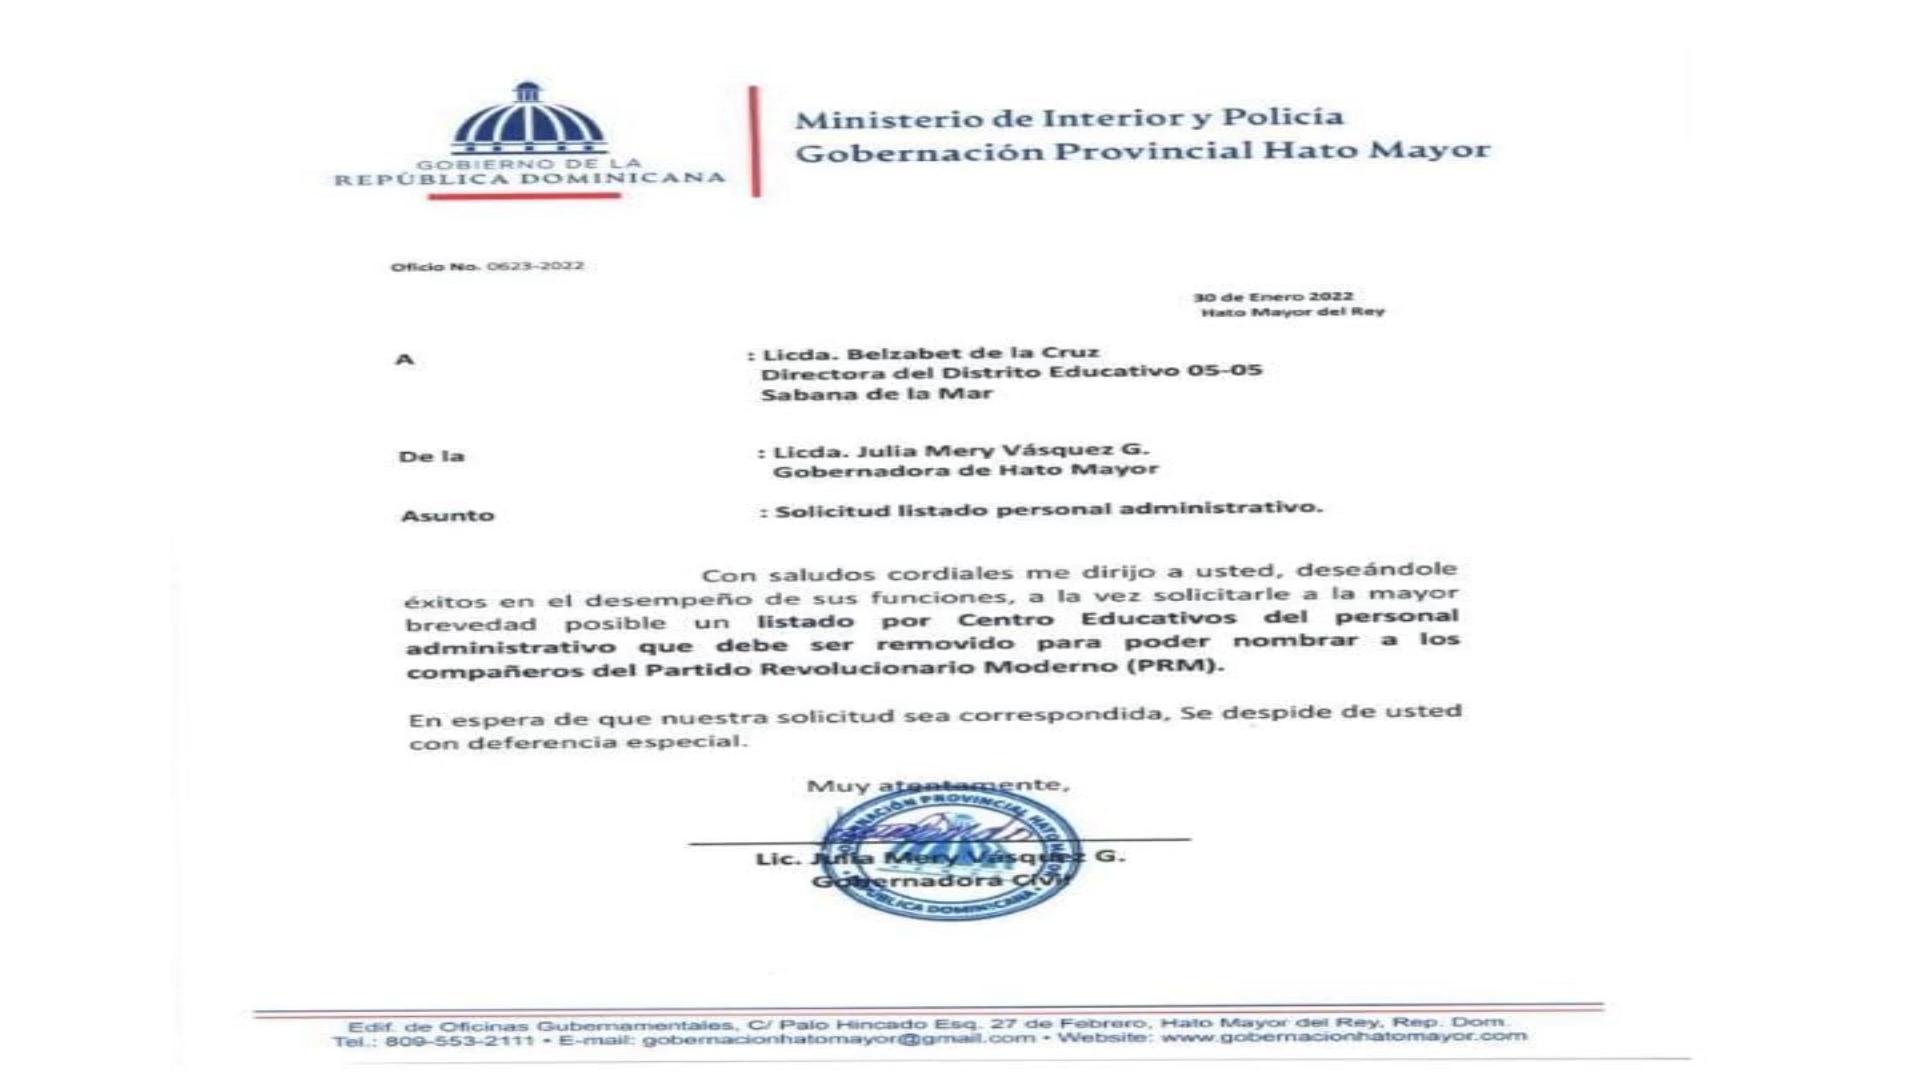 GOBIERNO DE LA
REPÚBLICA DOMINICANA
Ministerio de Interior y Policía
Gobernación Provincial Hato Mayor
Oficio No. 0623-2022
30 de Enero 2022
Hato Mayor del Rey
A : Licda. Belzabet de la Cruz
Directora del Distrito Educativo 05-05
Sabana de la Mar
De la : Licda. Julia Mery Vásquez G.
Gobernadora de Hato Mayor
Asunto : Solicitud listado personal administrativo.
Con saludos cordiales me dirijo a usted, deseándole
éxitos en el desempeño de sus funciones, a la vez solicitarle a la mayor
brevedad posible un listado por Centro Educativos del personal
administrativo que debe ser removido para poder nombrar a los
compañeros del Partido Revolucionario Moderno (PRM).
En espera de que nuestra solicitud sea correspondida, Se despide de usted
con deferencia especial.
Muy atentamente,
Lic. Julia Mery Vásquez G.
Gobernadora Civil
GOBERNACIÓN PROVINCIAL HATO MAYOR
REPÚBLICA DOMINICANA
Edif. de Oficinas Gubernamentales, C/ Palo Hincado Esq. 27 de Febrero, Hato Mayor del Rey, Rep. Dom.
Tel.: 809-553-2111 • E-mail: gobernacionhatomayor@gmail.com • Website: www.gobernacionhatomayor.com